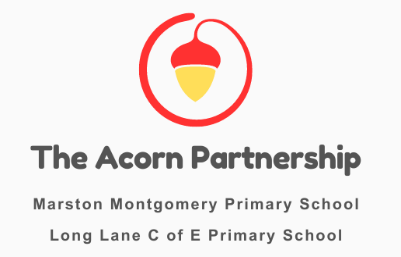 The Acorn Partnership
Marston Montgomery Primary School
Long Lane C of E Primary School